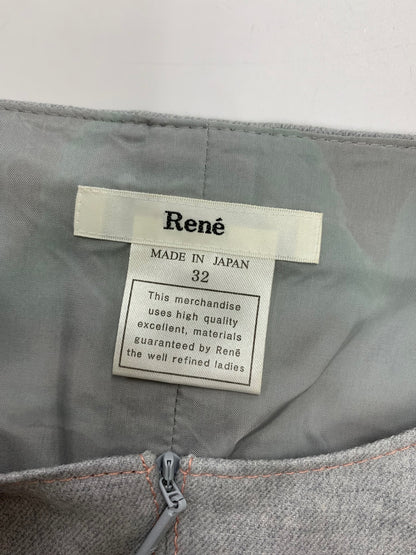 René
MADE IN JAPAN
32
This merchandise
uses high quality
excellent, materials
guaranteed by René
the well refined ladies